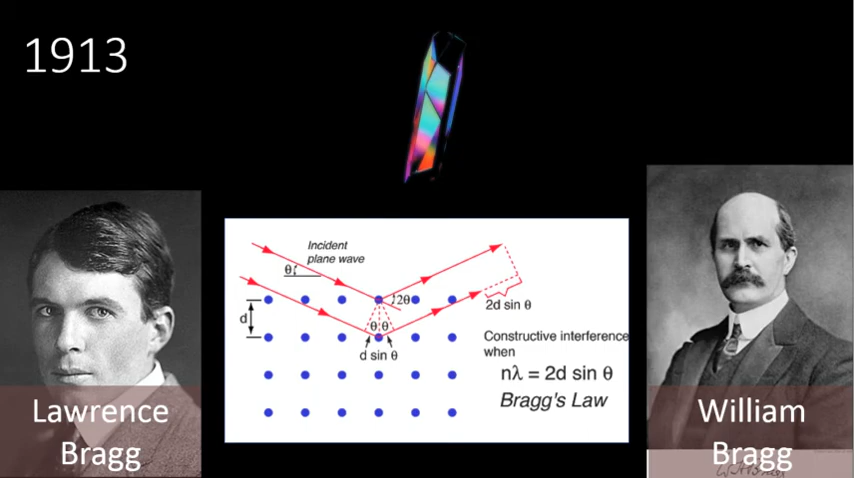 1913
Incident
plane wave
θ
2θ
2d sin θ
d
θ θ
d sin θ
Constructive interference
when
nλ = 2d sin θ
Bragg's Law
Lawrence
Bragg
William
Bragg